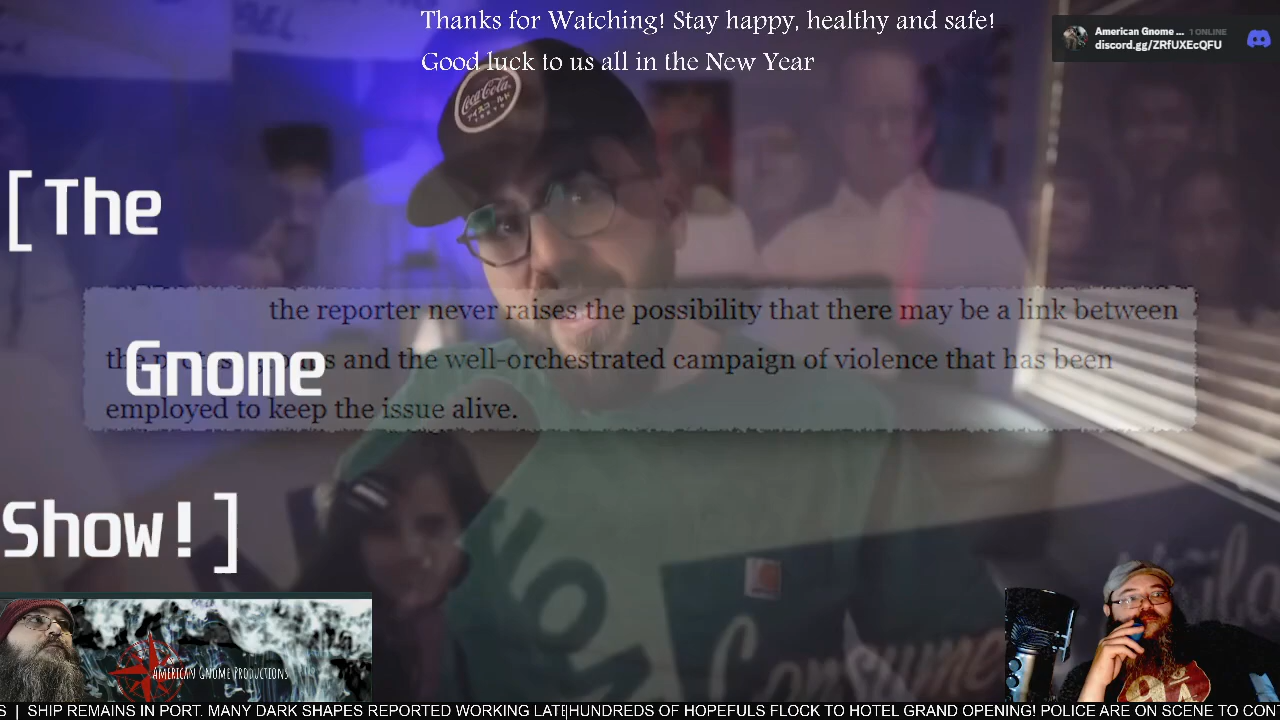 Thanks for Watching! Stay happy, healthy and safe!
Good luck to us all in the New Year
American Gnome ... 1 ONLINE
discord.gg/ZRfUXEcQFU
Coca-Cola
[The
the reporter never raises the possibility that there may be a link between
and the well-orchestrated campaign of violence that has been
Gnome
employed to keep the issue alive.
Show!]
AMERICAN GNOME PRODUCTIONS
S | SHIP REMAINS IN PORT. MANY DARK SHAPES REPORTED WORKING LATE
HUNDREDS OF HOPEFULS FLOCK TO HOTEL GRAND OPENING! POLICE ARE ON SCENE TO CON